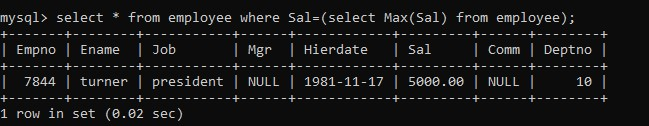 mysql> select * from employee where Sal=(select Max(Sal) from employee);
+-------+--------+-----------+------+------------+---------+------+--------+
| Empno | Ename  | Job       | Mgr  | Hierdate   | Sal     | Comm | Deptno |
+-------+--------+-----------+------+------------+---------+------+--------+
|  7844 | turner | president | NULL | 1981-11-17 | 5000.00 | NULL |     10 |
+-------+--------+-----------+------+------------+---------+------+--------+
1 row in set (0.02 sec)